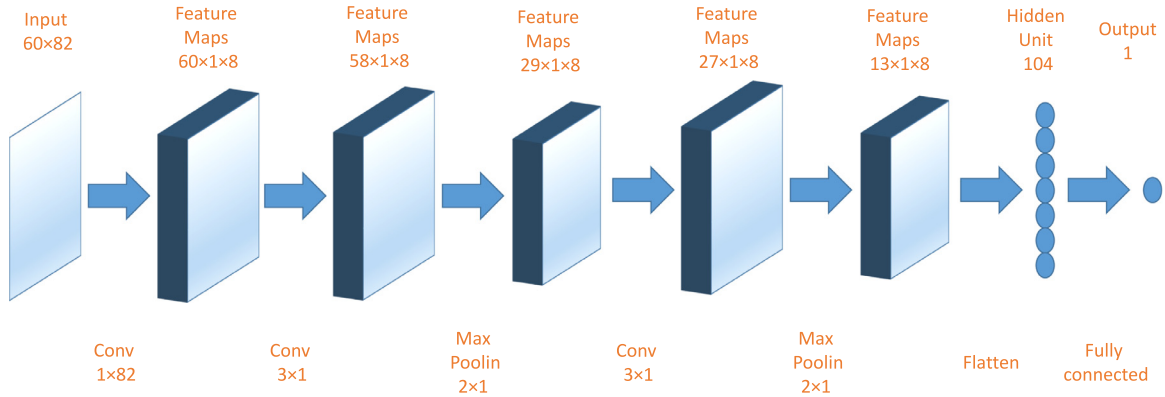 Input
60×82
Feature
Maps
60×1×8
Feature
Maps
58×1×8
Feature
Maps
29×1×8
Feature
Maps
27×1×8
Feature
Maps
13×1×8
Hidden
Unit
104
Output
1
Conv
1×82
Conv
3×1
Max
Poolin
2×1
Conv
3×1
Max
Poolin
2×1
Flatten
Fully
connected